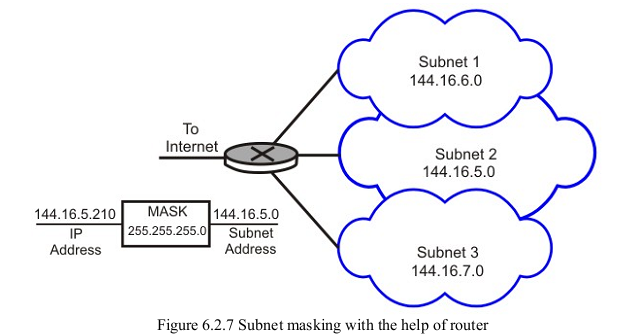 Subnet 1
144.16.6.0
To
Internet
Subnet 2
144.16.5.0
144.16.5.210
IP
Address
MASK
255.255.255.0
144.16.5.0
Subnet
Address
Subnet 3
144.16.7.0
Figure 6.2.7 Subnet masking with the help of router